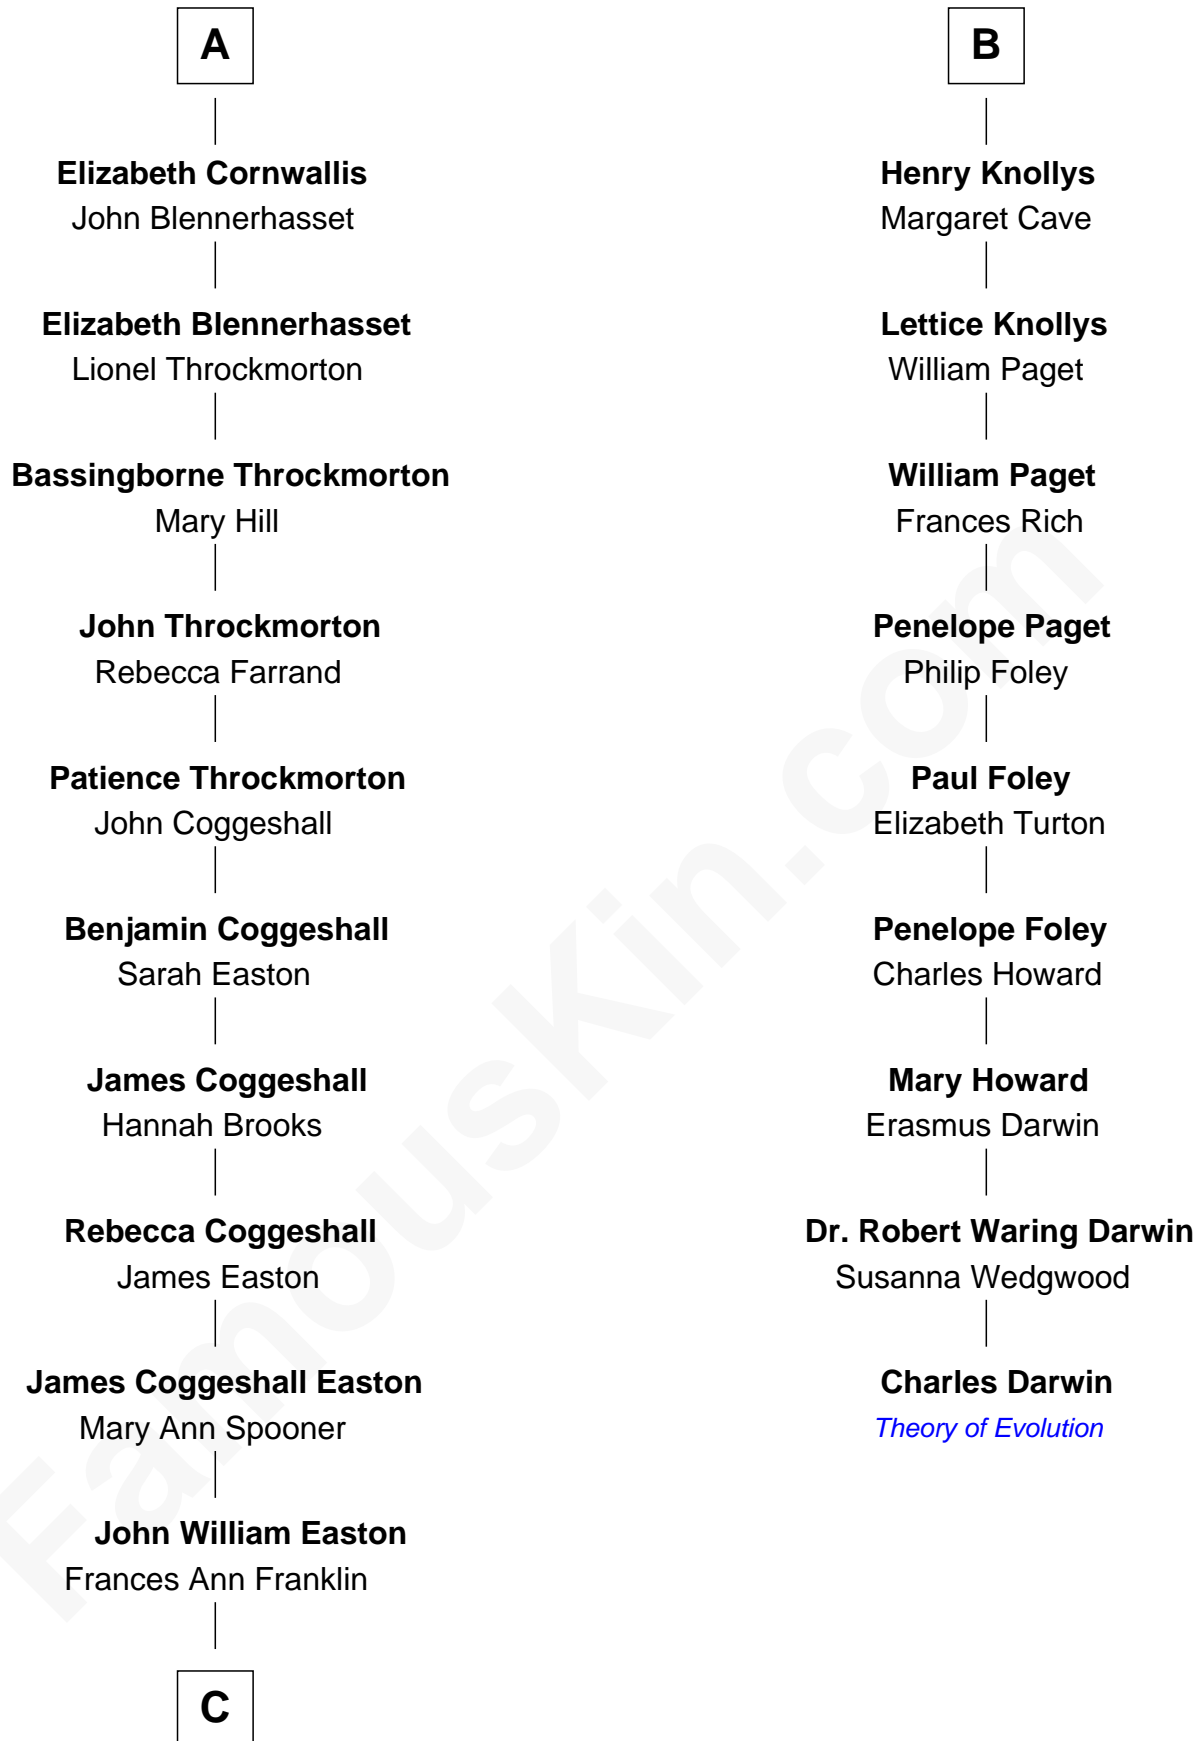 A
Elizabeth Cornwallis
John Blennerhasset
Elizabeth Blennerhasset
Lionel Throckmorton
Bassingborne Throckmorton
Mary Hill
John Throckmorton
Rebecca Farrand
Patience Throckmorton
John Coggeshall
Benjamin Coggeshall
Sarah Easton
James Coggeshall
Hannah Brooks
Rebecca Coggeshall
James Easton
James Coggeshall Easton
Mary Ann Spooner
John William Easton
Frances Ann Franklin
C
B
Henry Knollys
Margaret Cave
Lettice Knollys
William Paget
William Paget
Frances Rich
Penelope Paget
Philip Foley
Paul Foley
Elizabeth Turton
Penelope Foley
Charles Howard
Mary Howard
Erasmus Darwin
Dr. Robert Waring Darwin
Susanna Wedgwood
Charles Darwin
Theory of Evolution
FamousKin.com